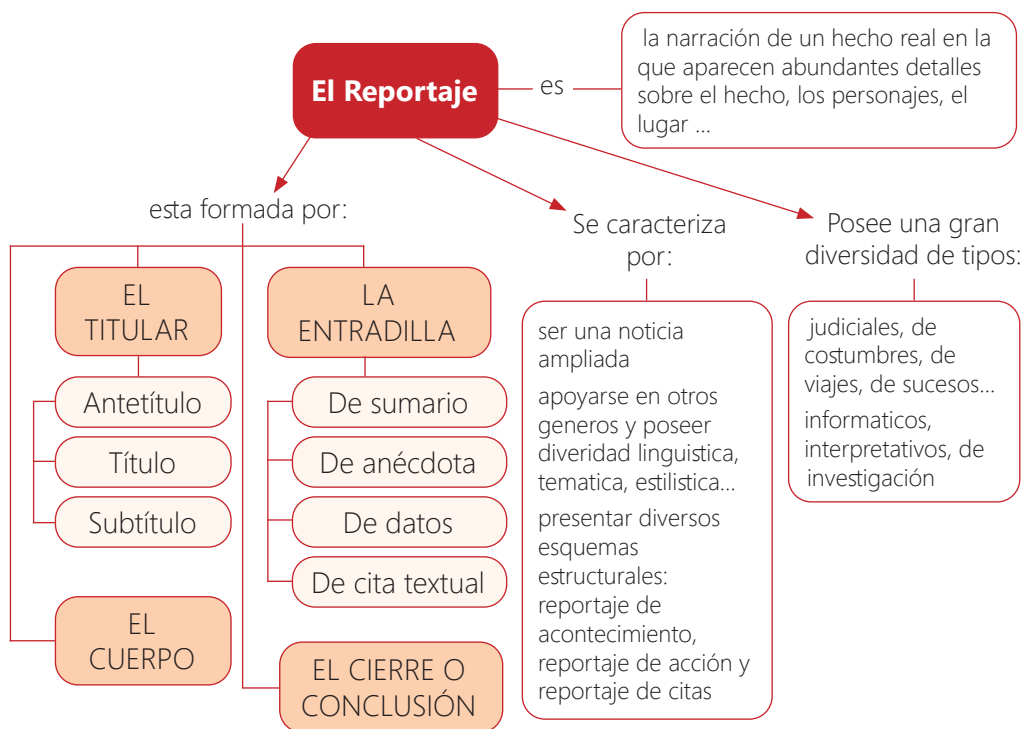 El Reportaje
es
la narración de un hecho real en la
que aparecen abundantes detalles
sobre el hecho, los personajes, el
lugar ...
esta formada por:
EL
TITULAR
Antetítulo
Título
Subtítulo
LA
ENTRADILLA
De sumario
De anécdota
De datos
De cita textual
EL
CUERPO
EL CIERRE O
CONCLUSIÓN
Se caracteriza
por:
ser una noticia
ampliada
apoyarse en otros
generos y poseer
diveridad linguistica,
tematica, estilistica...
presentar diversos
esquemas
estructurales:
reportaje de
acontecimiento,
reportaje de acción y
reportaje de citas
Posee una gran
diversidad de tipos:
judiciales, de
costumbres, de
viajes, de sucesos...
informaticos,
interpretativos, de
investigación